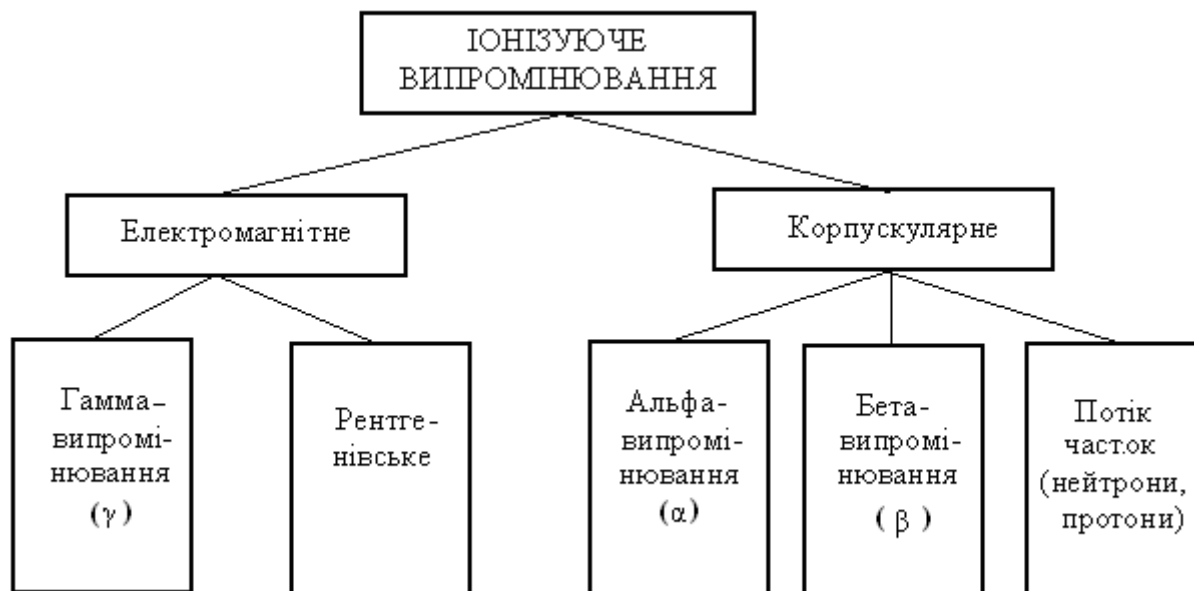 ІОНІЗУЮЧЕ
ВИПРОМІНЮВАННЯ
Електромагнітне
Корпускулярне
Гамма–
випромі-
нювання
(γ)
Рентге-
нівське
Альфа-
випромі-
нювання
(α)
Бета-
випромі-
нювання
( β )
Потік
часток
(нейтрони,
протони)